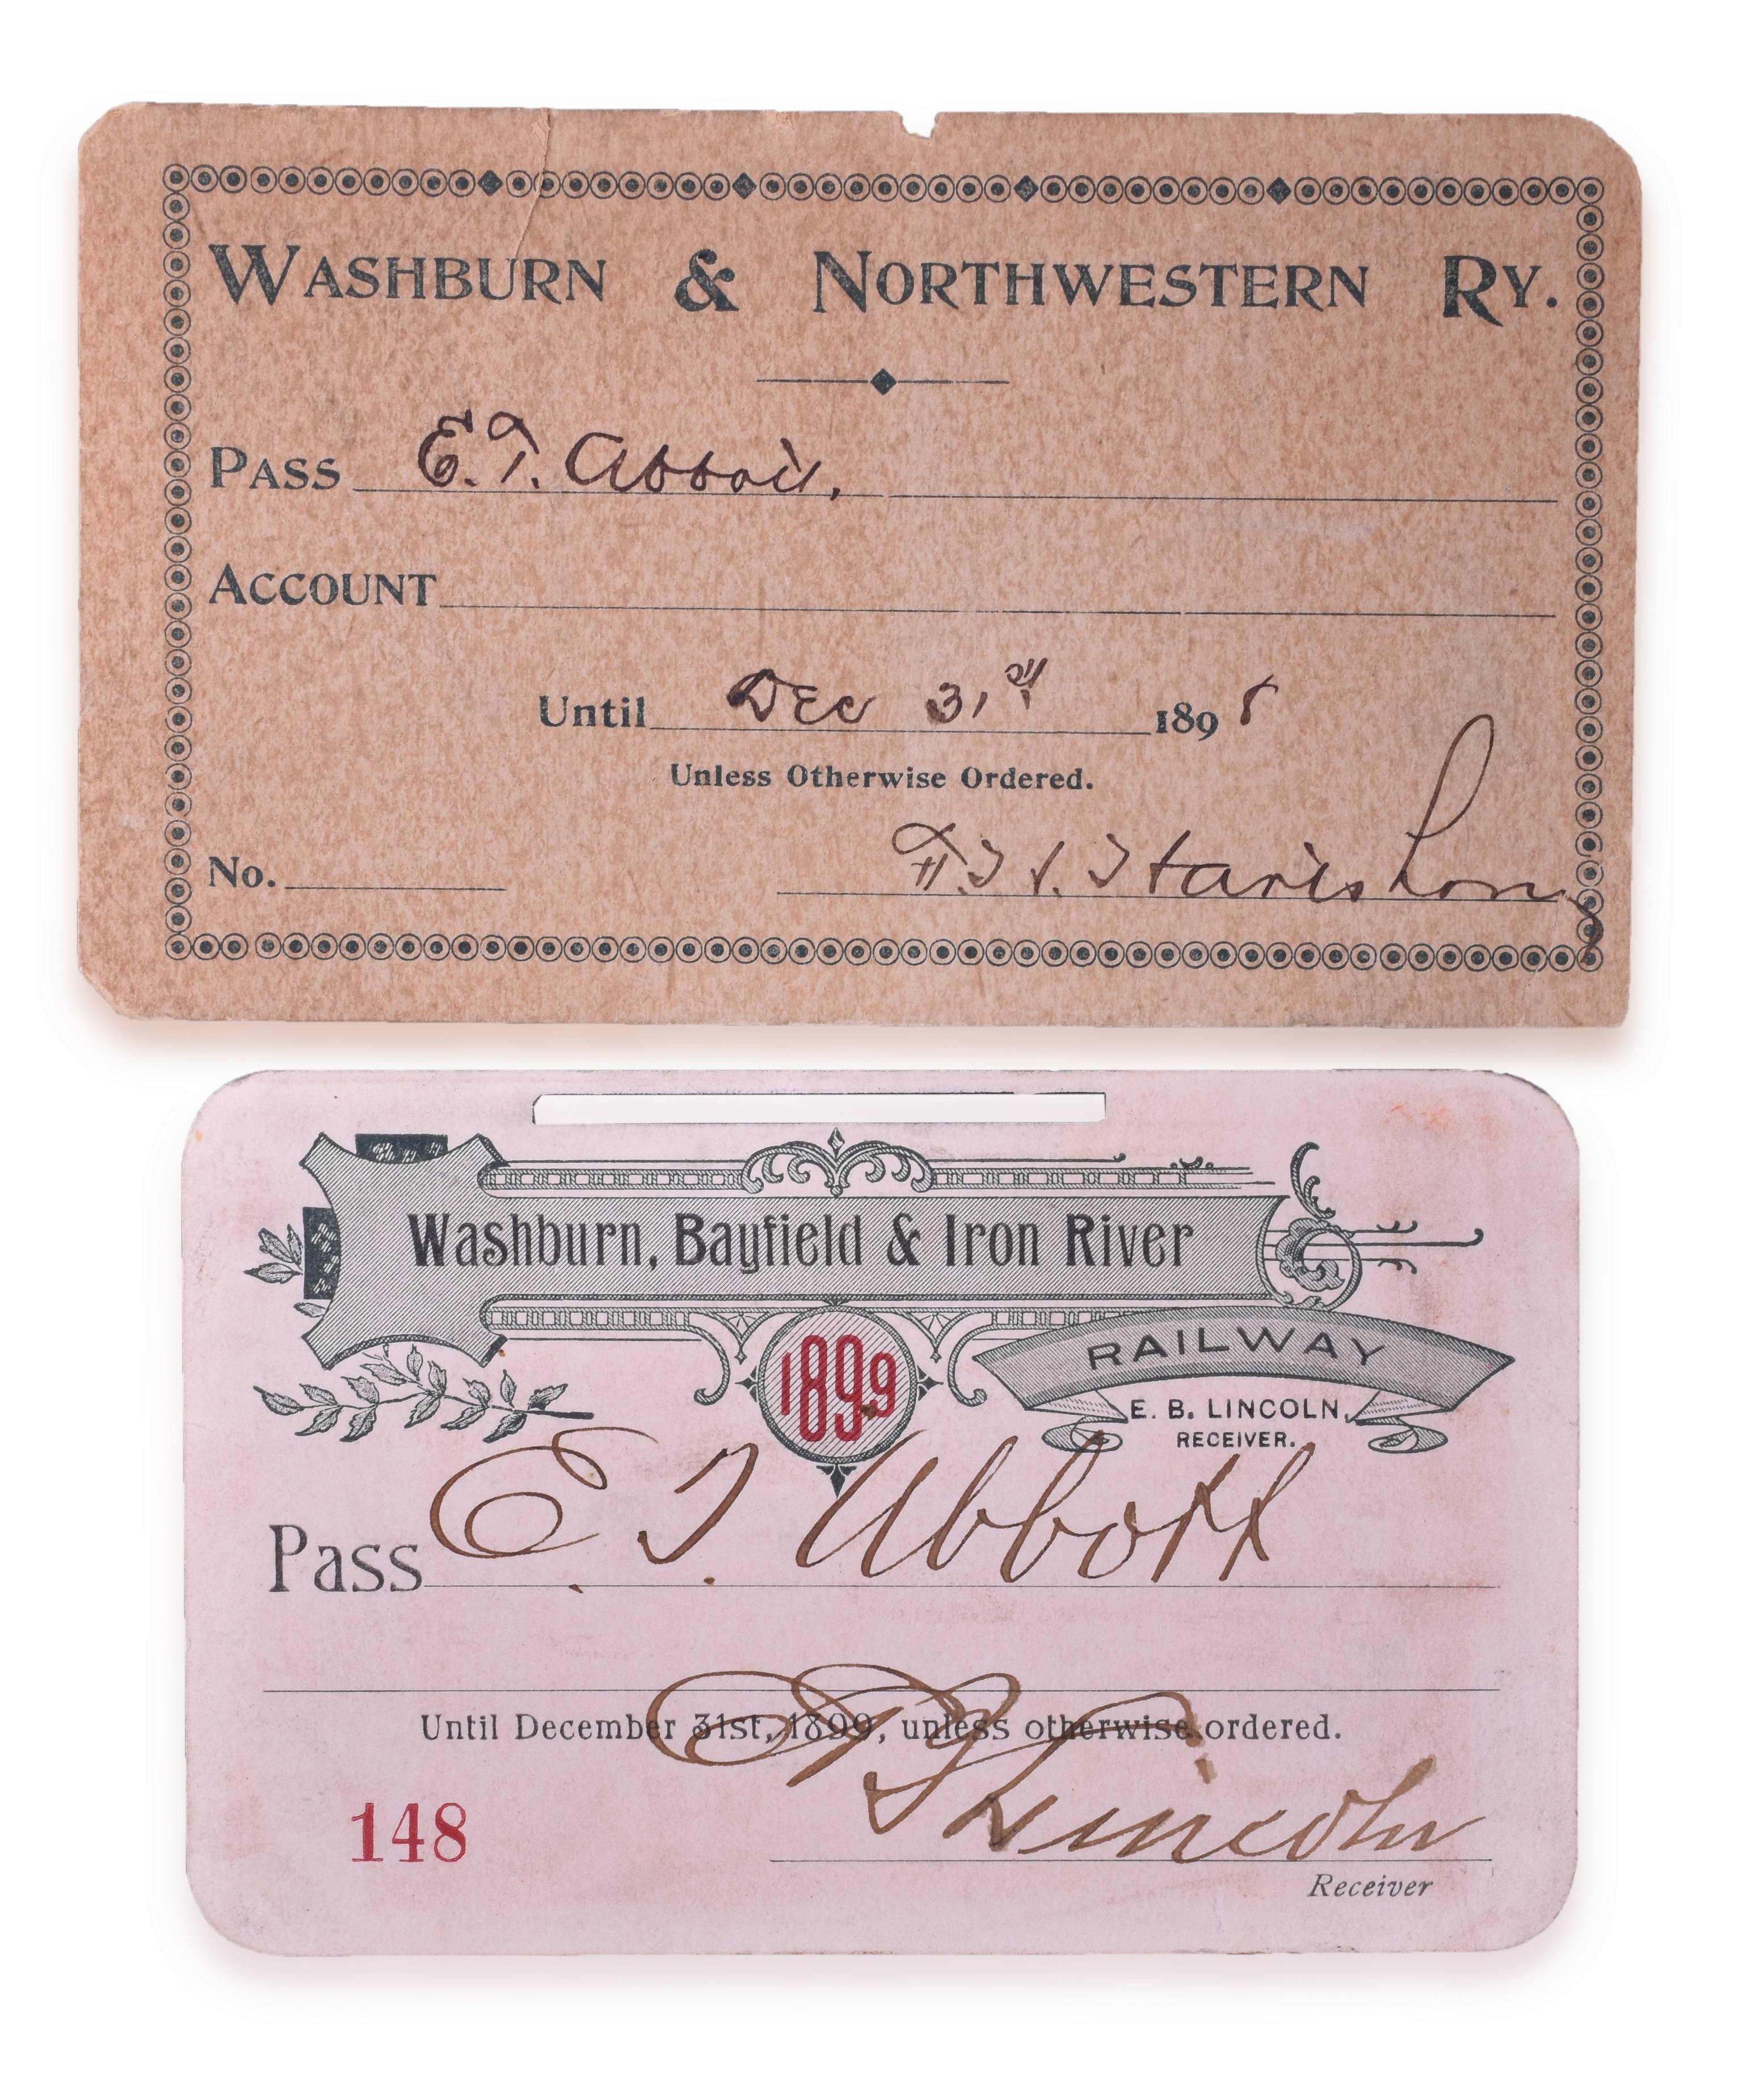 WASHBURN & NORTHWESTERN RY.
PASS E. T. Abbott.
ACCOUNT
Until Dec 31st 1898
Unless Otherwise Ordered.
No.
Washburn, Bayfield & Iron River
RAILWAY
1899
E. B. LINCOLN,
RECEIVER.
Pass E. T. Abbott
Until December 31st, 1899, unless otherwise ordered.
148
E B Lincoln
Receiver